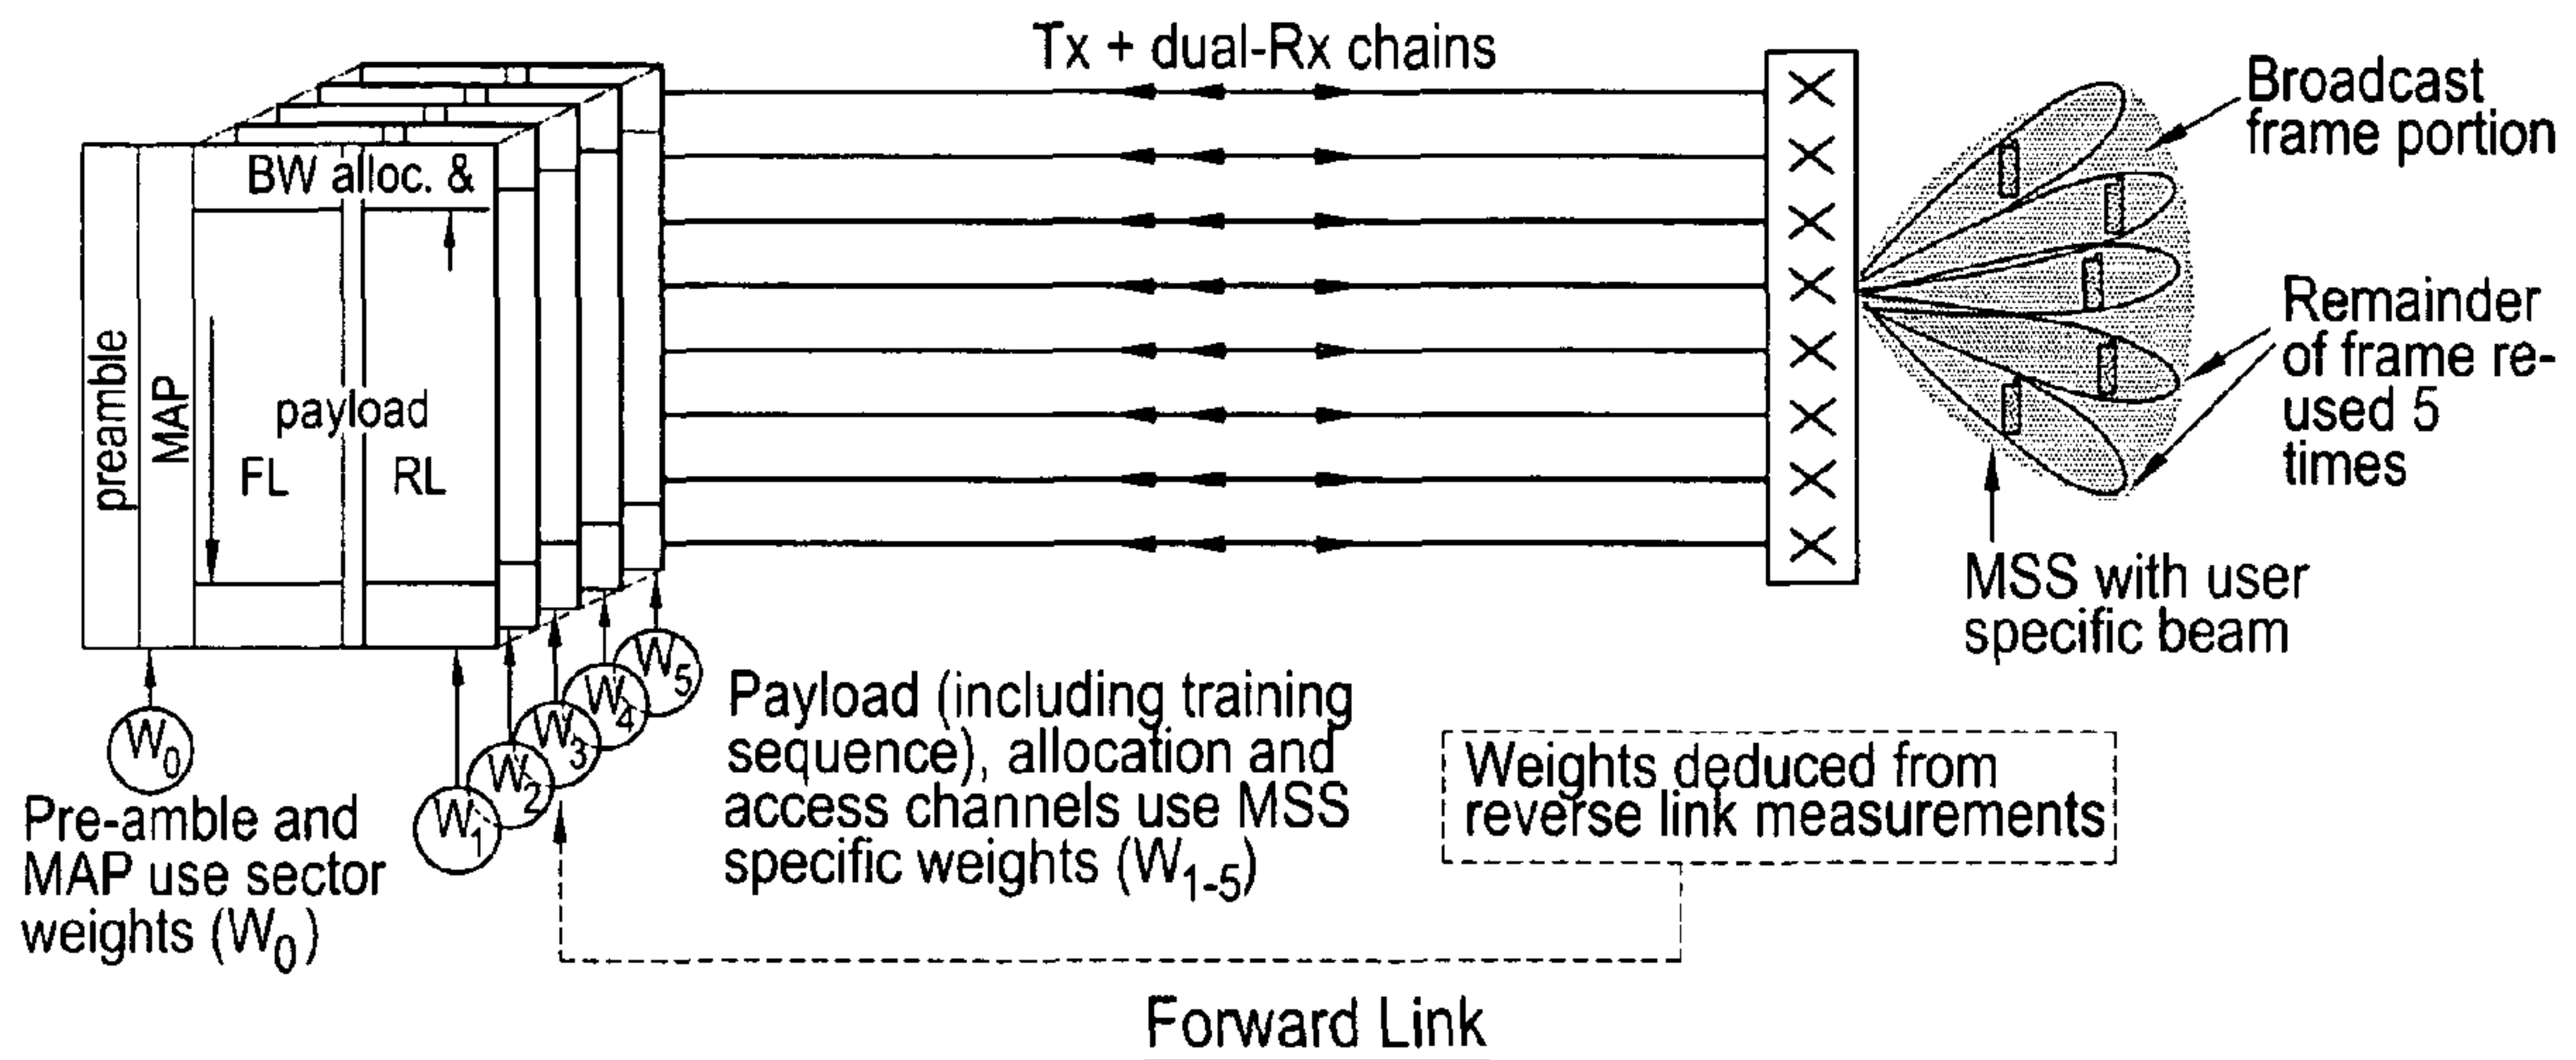 Tx + dual-Rx chains
Broadcast
frame portion
BW alloc. &
preamble
MAP
payload
FL
RL
Remainder
of frame re-
used 5
times
MSS with user
specific beam
W0
W1
W2
W3
W4
W5
Pre-amble and
MAP use sector
weights (W0)
Payload (including training
sequence), allocation and
access channels use MSS
specific weights (W1-5)
Weights deduced from
reverse link measurements
Forward Link